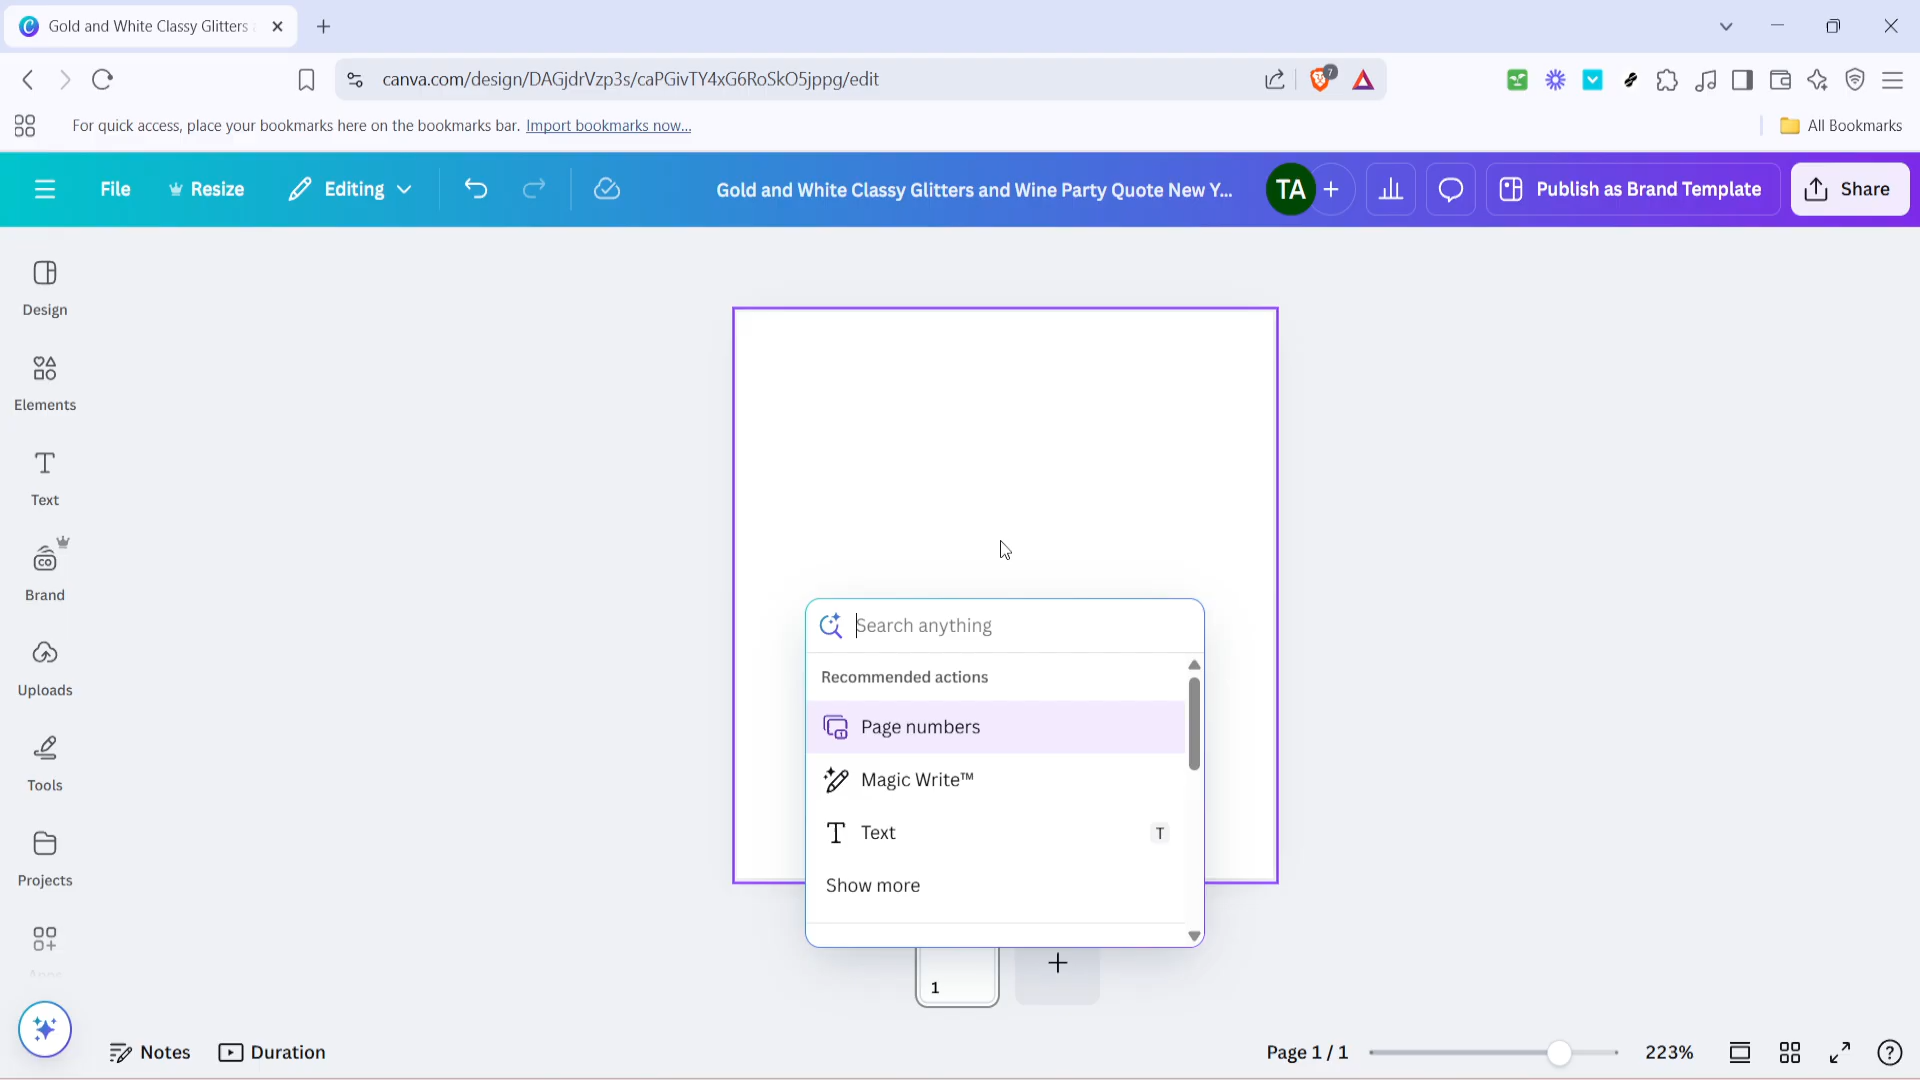 Gold and White Classy Glitters a
canva.com/design/DAGjdrVzp3s/caPGivTY4xG6RoSkO5jppg/edit
7
For quick access, place your bookmarks here on the bookmarks bar. Import bookmarks now...
All Bookmarks
File
Resize
Editing
Gold and White Classy Glitters and Wine Party Quote New Y...
TA
Publish as Brand Template
Share
Design
Elements
Text
Brand
Uploads
Tools
Projects
Apps
Search anything
Recommended actions
Page numbers
Magic Write™
Text
T
Show more
1
Notes
Duration
Page 1 / 1
223%